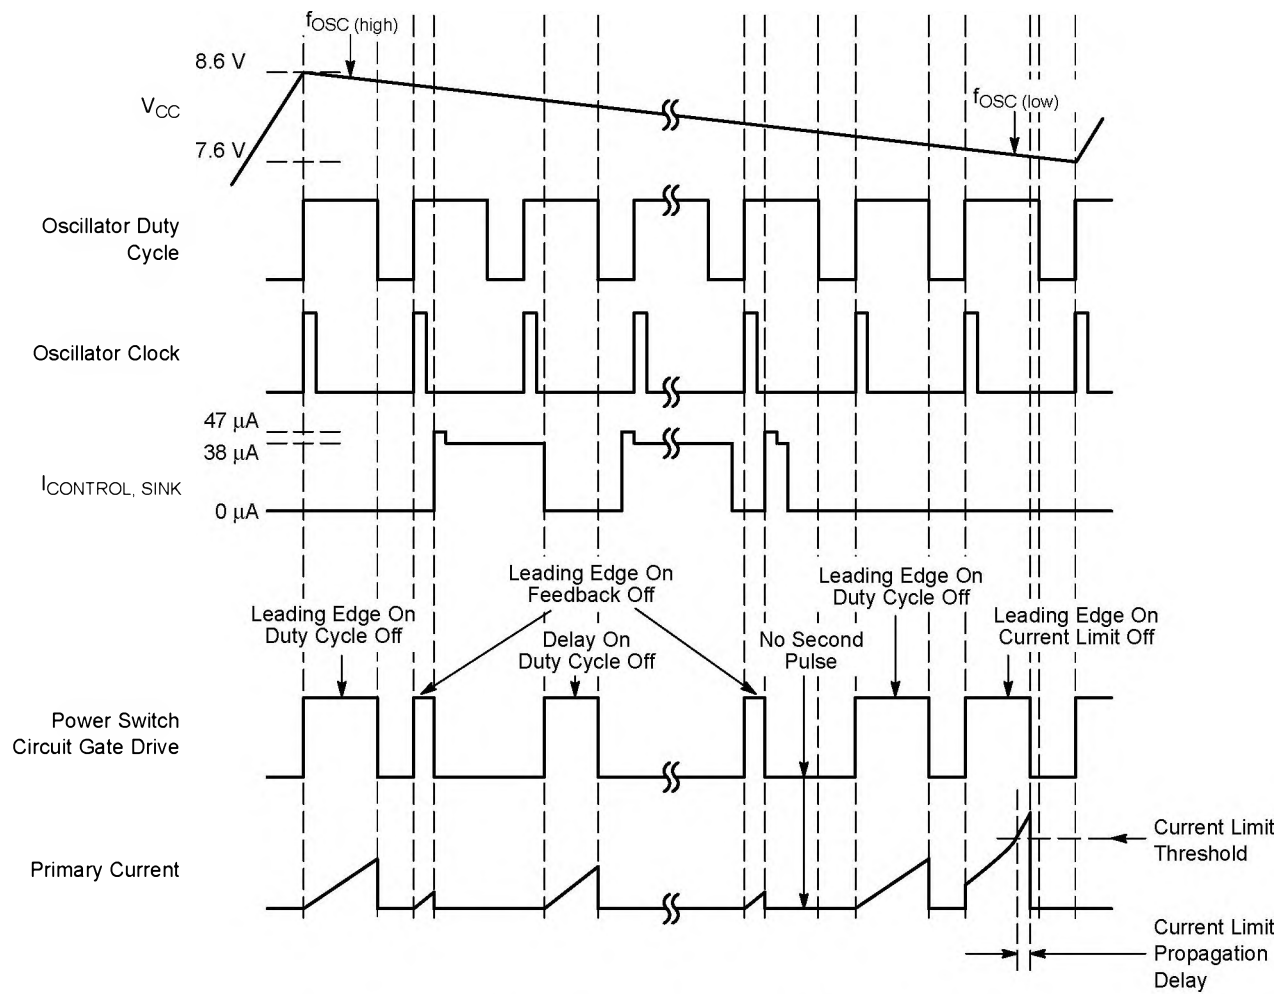 fOSC (high)
8.6 V
VCC
fOSC (low)
7.6 V
Oscillator Duty
Cycle
Oscillator Clock
47 μA
38 μA
ICONTROL, SINK
0 μA
Leading Edge On
Duty Cycle Off
Leading Edge On
Feedback Off
Delay On
Duty Cycle Off
No Second
Pulse
Leading Edge On
Duty Cycle Off
Leading Edge On
Current Limit Off
Power Switch
Circuit Gate Drive
Primary Current
Current Limit
Threshold
Current Limit
Propagation
Delay